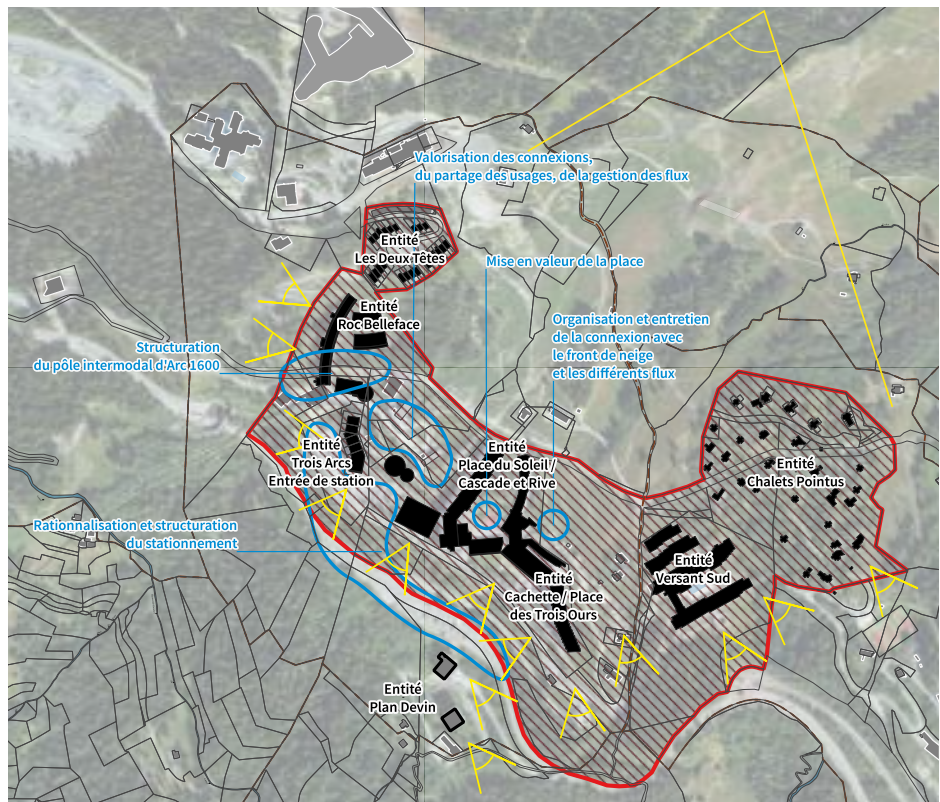 Valorisation des connexions,
du partage des usages, de la gestion des flux
Entité
Les Deux Têtes
Mise en valeur de la place
Entité
Roc Belleface
Organisation et entretien
de la connexion avec
le front de neige
et les différents flux
Structuration
du pôle intermodal d'Arc 1600
Entité
Trois Arcs
Entrée de station
Entité
Place du Soleil /
Cascade et Rive
Entité
Chalets Pointus
Rationnalisation et structuration
du stationnement
Entité
Versant Sud
Entité
Cachette / Place
des Trois Ours
Entité
Plan Devin